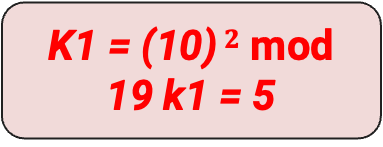 K1 = (10) ² mod
19 k1 = 5